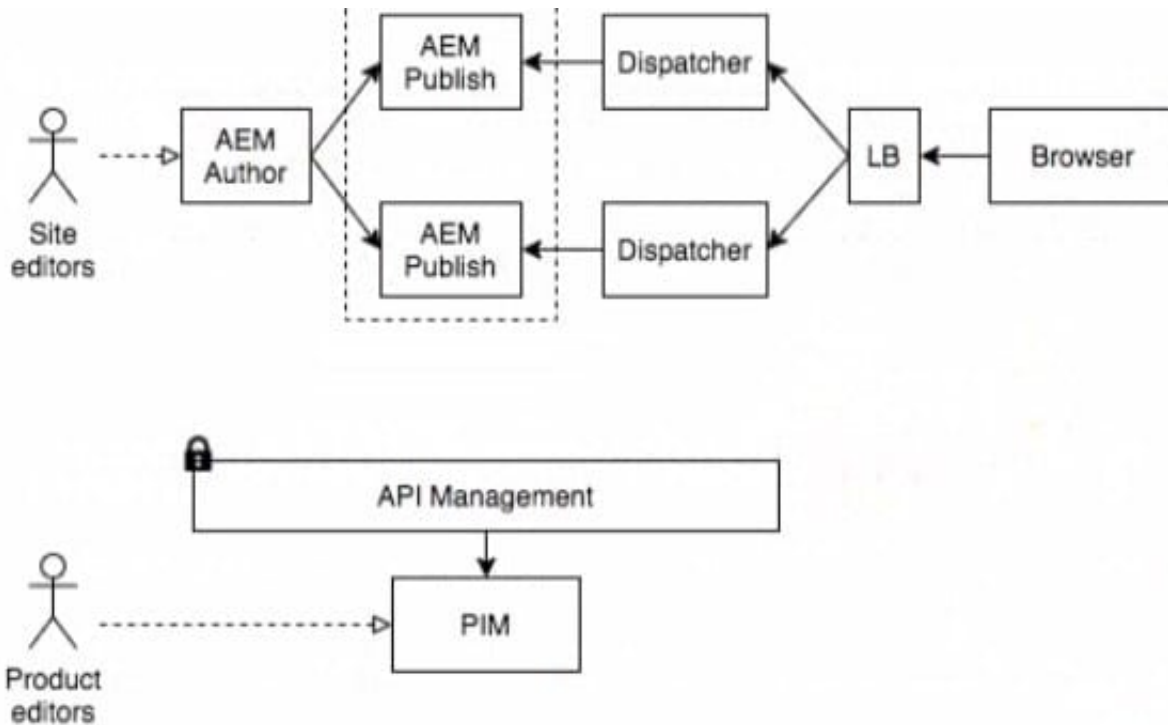 AEM
Publish
Dispatcher
AEM
Author
LB
Browser
Site
editors
AEM
Publish
Dispatcher
API Management
PIM
Product
editors